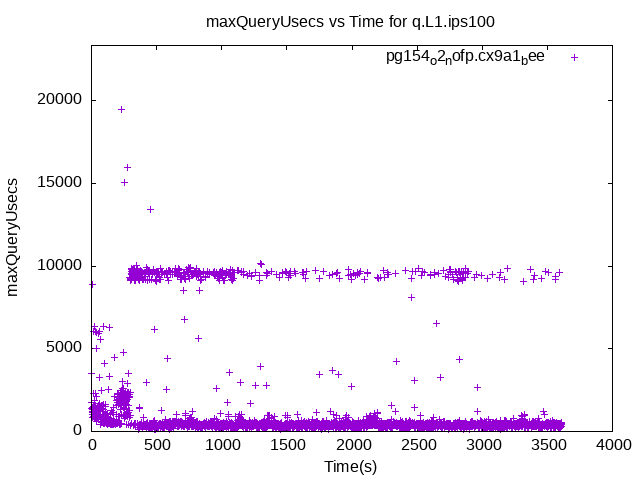 maxQueryUsecs vs Time for q.L1.ips100
pg154o2nofp.cx9a1bee
maxQueryUsecs
20000
15000
10000
5000
0
0 500 1000 1500 2000 2500 3000 3500 4000
Time(s)